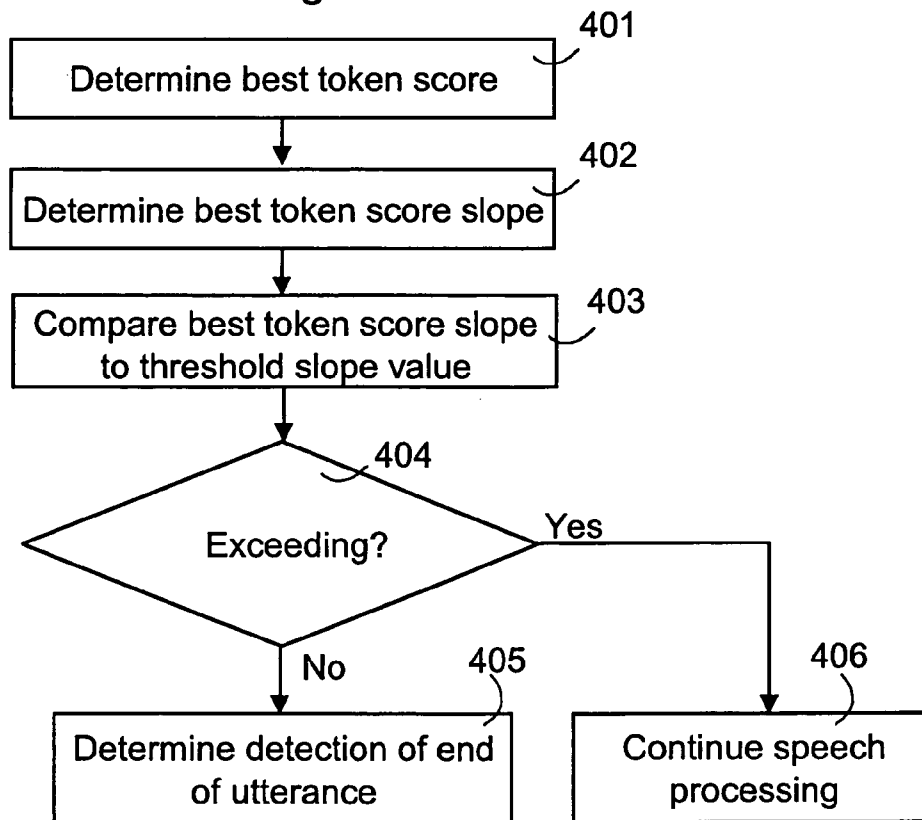 401
Determine best token score
402
Determine best token score slope
403
Compare best token score slope
to threshold slope value
404
Exceeding?
Yes
No
405
406
Determine detection of end
of utterance
Continue speech
processing